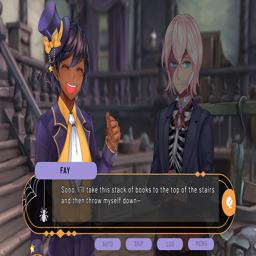 FAY
Sooo, I'll take this stack of books to the top of the stairs
and then throw myself down–
AUTO SKIP LOG MENU